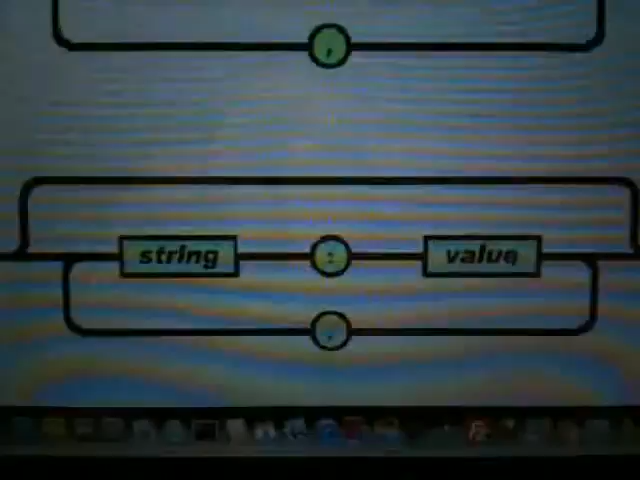 ,
string : value
,